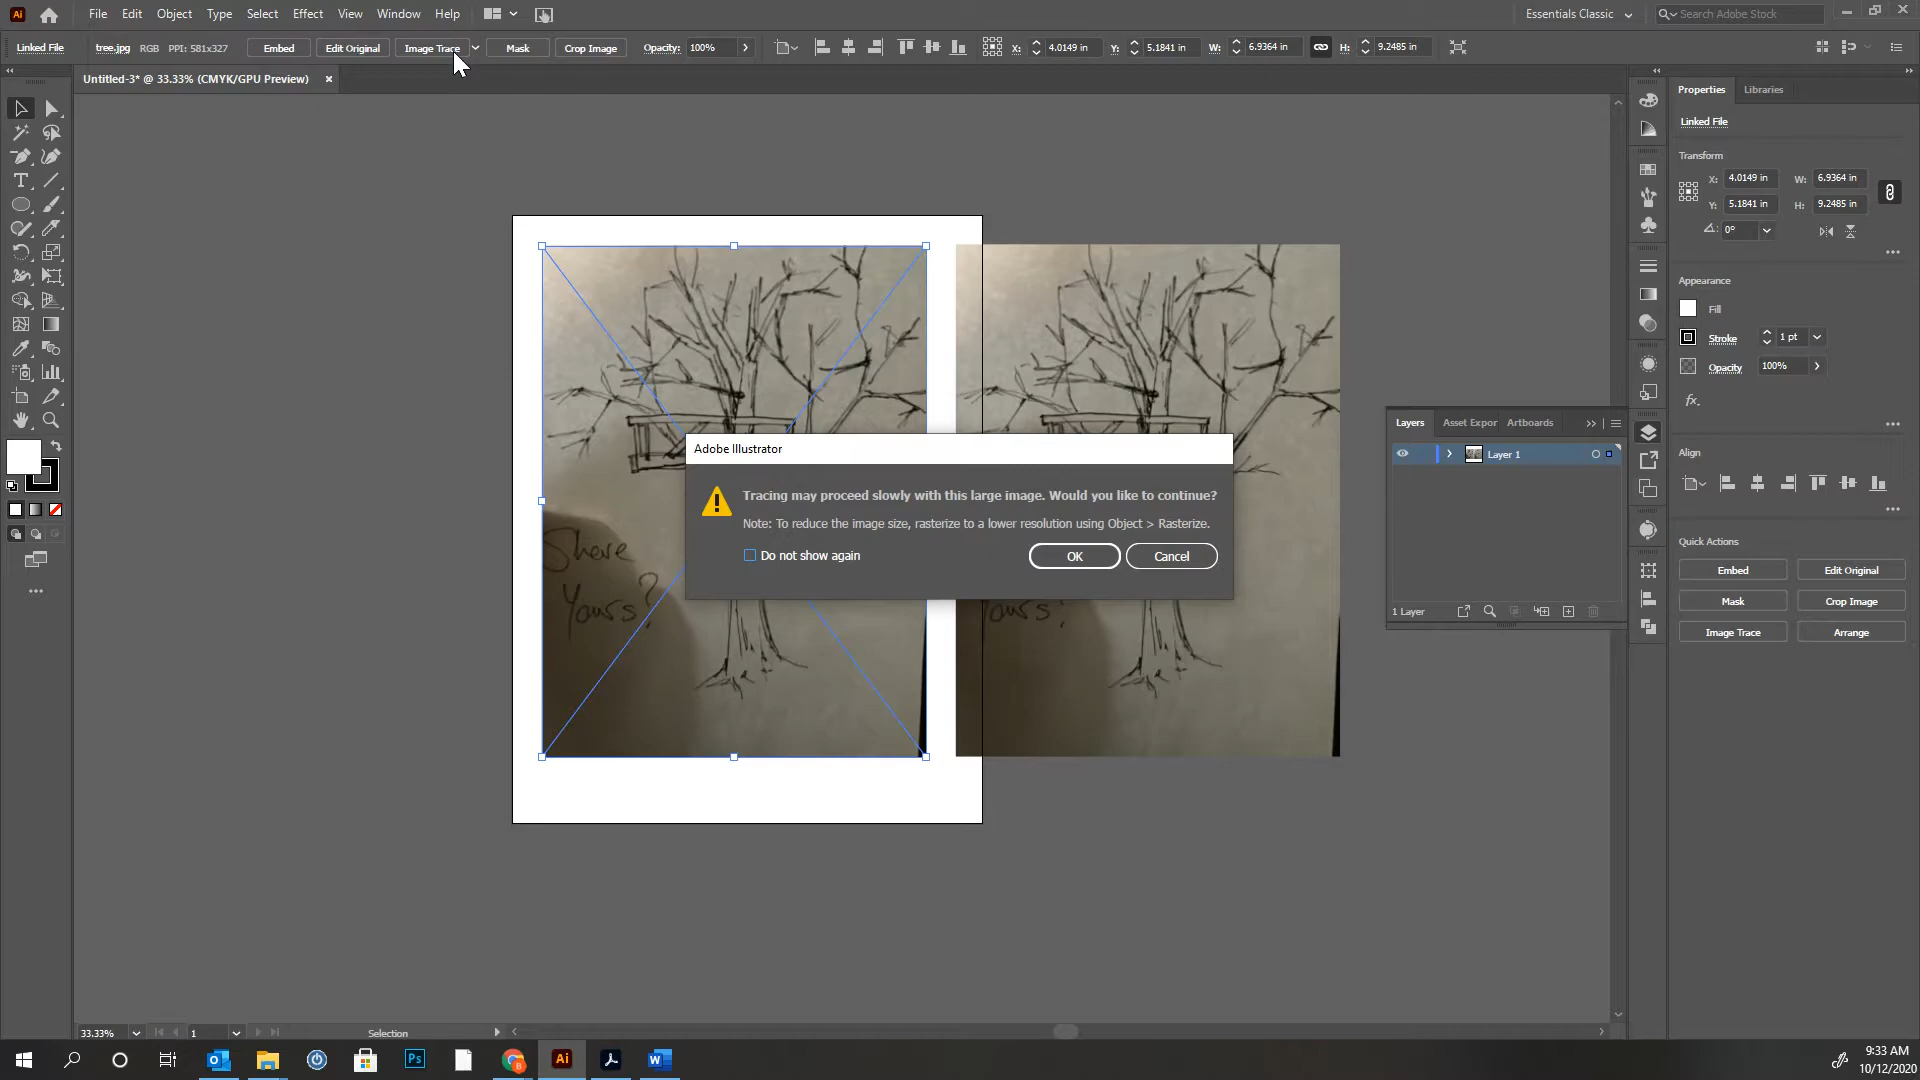 Ai File Edit Object Type Select Effect View Window Help Essentials Classic Search Adobe Stock
Linked File tree.jpg RGB PPI: 581x327 Embed Edit Original Image Trace Mask Crop Image Opacity: 100% X: 4.0149 in Y: 5.1841 in W: 6.9364 in H: 9.2485 in
Untitled-3* @ 33.33% (CMYK/GPU Preview)
Properties Libraries
Linked File
Transform
X: 4.0149 in W: 6.9364 in
Y: 5.1841 in H: 9.2485 in
0°
Appearance
Fill
Stroke 1 pt
Opacity 100%
fx.
Align
Quick Actions
Embed Edit Original
Mask Crop Image
Image Trace Arrange
Layers Asset Expor Artboards
Layer 1
1 Layer
Adobe Illustrator
Tracing may proceed slowly with this large image. Would you like to continue?
Note: To reduce the image size, rasterize to a lower resolution using Object > Rasterize.
Do not show again OK Cancel
Share
Yours?
Yours?
33.33% 1 Selection
Ps Ai W
9:33 AM
10/12/2020